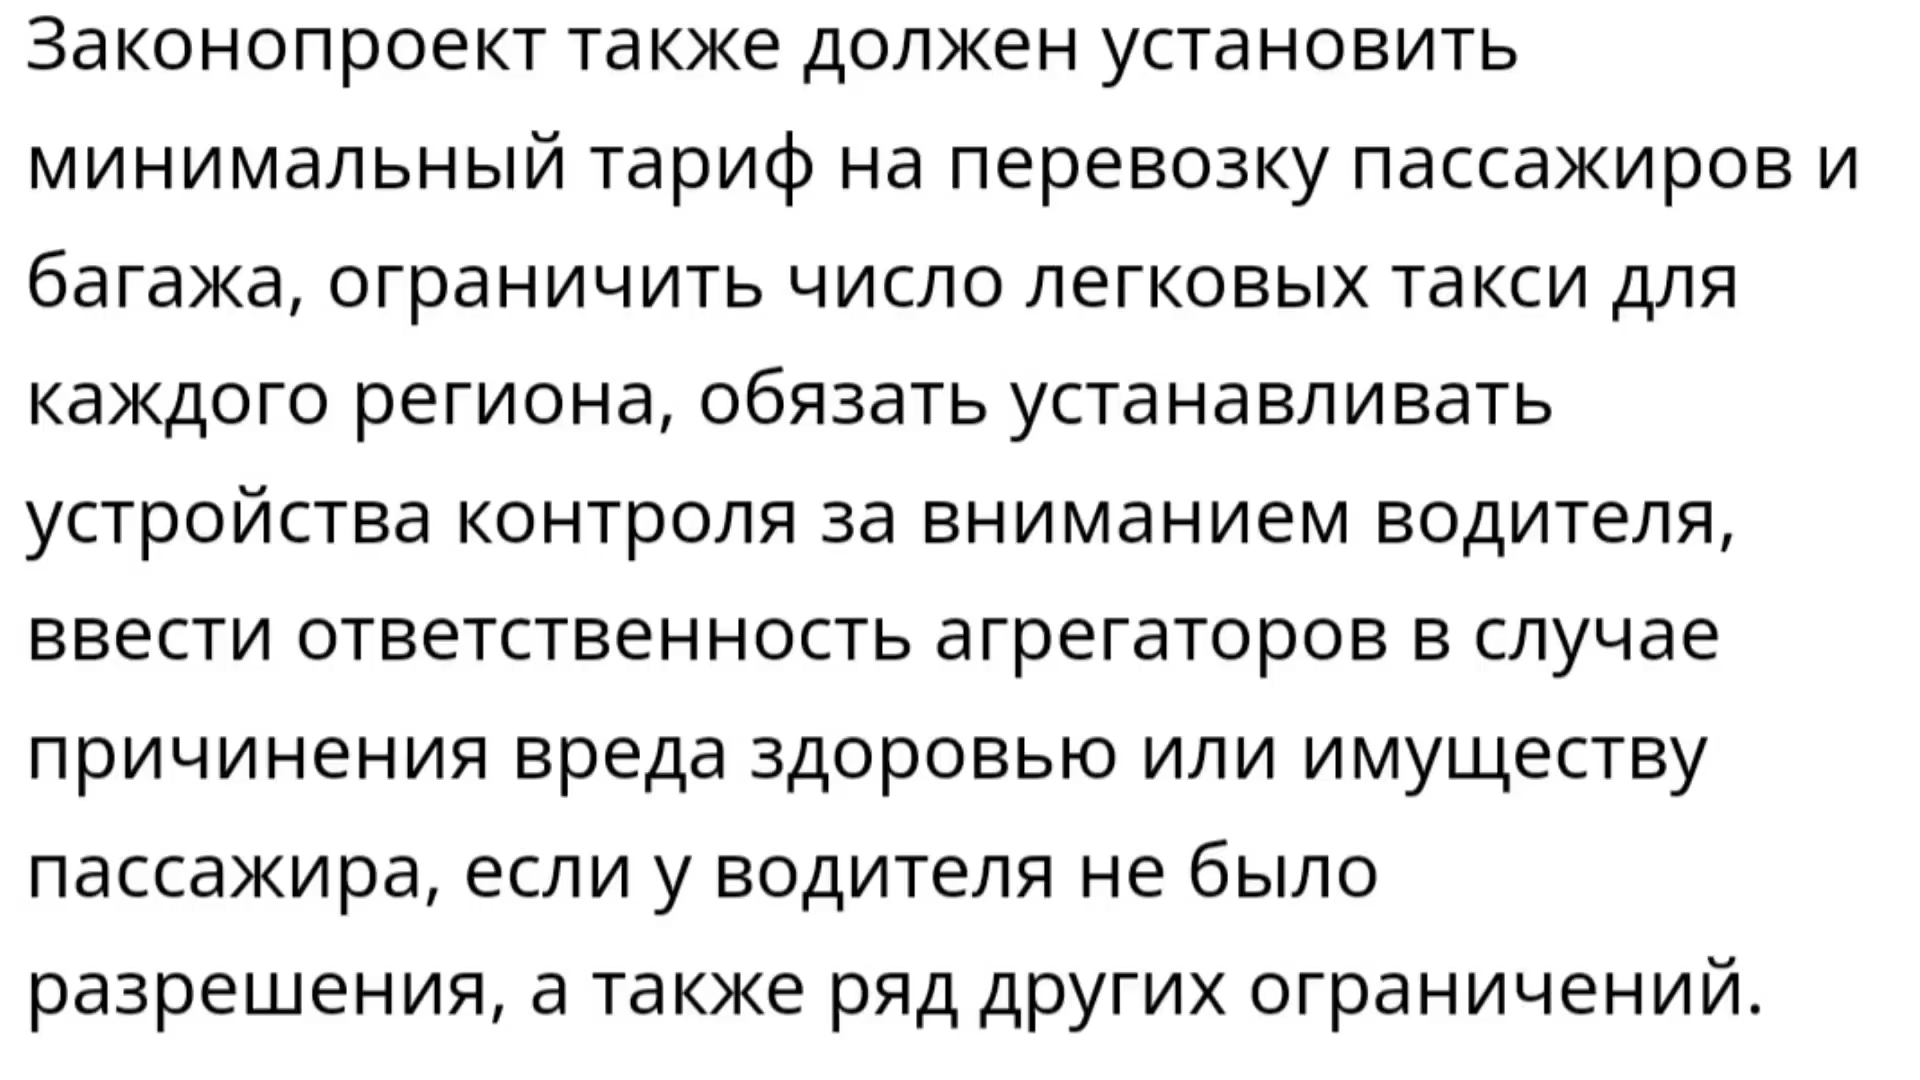 Законопроект также должен установить
минимальный тариф на перевозку пассажиров и
багажа, ограничить число легковых такси для
каждого региона, обязать устанавливать
устройства контроля за вниманием водителя,
ввести ответственность агрегаторов в случае
причинения вреда здоровью или имуществу
пассажира, если у водителя не было
разрешения, а также ряд других ограничений.